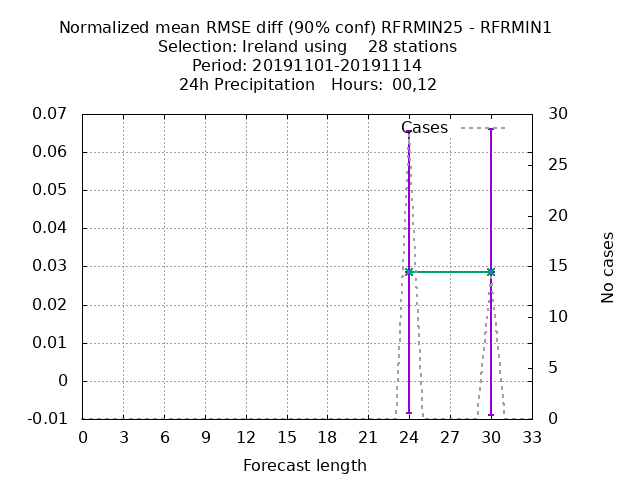 Normalized mean RMSE diff (90% conf) RFRMIN25 - RFRMIN1
Selection: Ireland using    28 stations
Period: 20191101-20191114
24h Precipitation   Hours:  00,12
Cases
0.07
0.06
0.05
0.04
0.03
0.02
0.01
0
-0.01
30
25
20
15
10
5
0
No cases
0 3 6 9 12 15 18 21 24 27 30 33
Forecast length